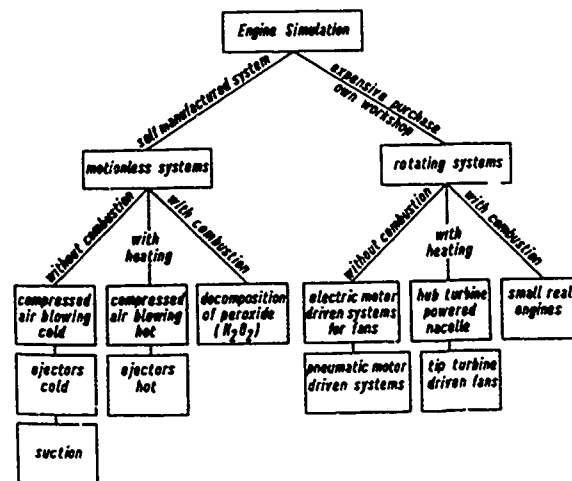 Engine Simulation
self manufactured system
expensive purchase
own workshop
motionless systems
rotating systems
without combustion
with
heating
with combustion
without combustion
with
heating
with combustion
compressed
air blowing
cold
compressed
air blowing
hot
decomposition
of peroxide
(H₂O₂)
electric motor
driven systems
for fans
hub turbine
powered
nacelle
small real
engines
ejectors
cold
ejectors
hot
pneumatic motor
driven systems
tip turbine
driven fans
suction